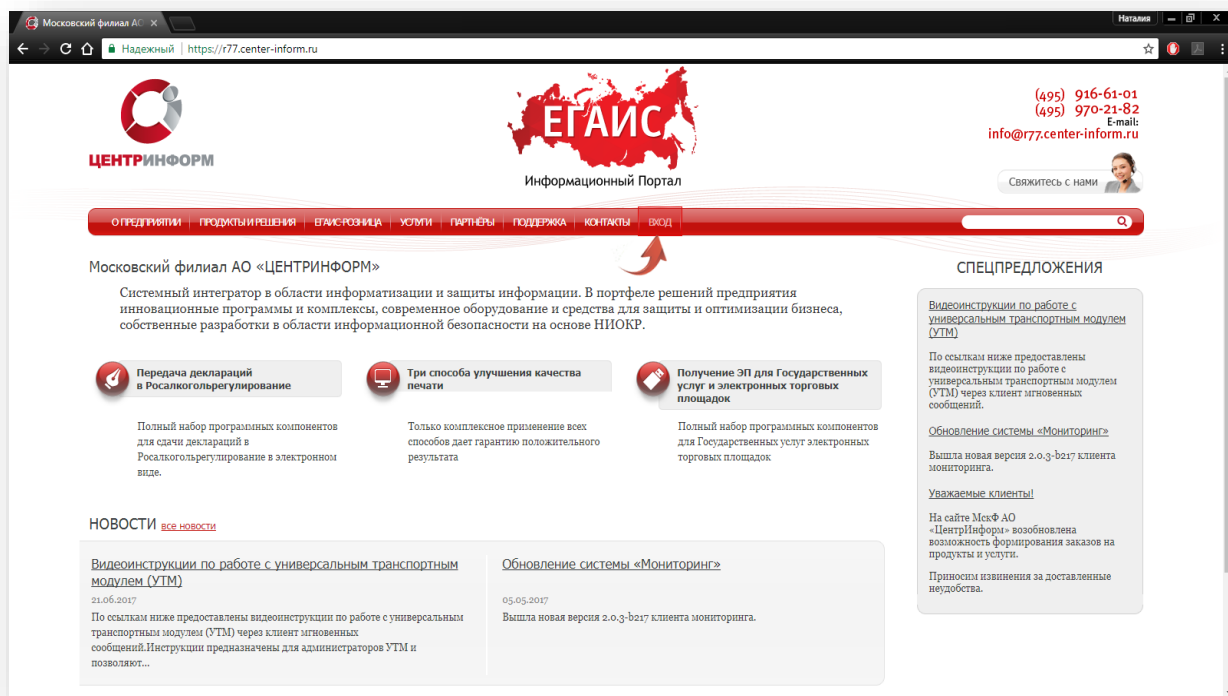 Московский филиал АО
Наталия
Надежный | https://r77.center-inform.ru
ЦЕНТРИНФОРМ
ЕГАИС
Информационный Портал
(495) 916-61-01
(495) 970-21-82
E-mail:
info@r77.center-inform.ru
Свяжитесь с нами
О ПРЕДПРИЯТИИ ПРОДУКТЫ И РЕШЕНИЯ ЕГАИС-РОЗНИЦА УСЛУГИ ПАРТНЁРЫ ПОДДЕРЖКА КОНТАКТЫ ВХОД
Московский филиал АО «ЦЕНТРИНФОРМ»
Системный интегратор в области информатизации и защиты информации. В портфеле решений предприятия
инновационные программы и комплексы, современное оборудование и средства для защиты и оптимизации бизнеса,
собственные разработки в области информационной безопасности на основе НИОКР.
Передача деклараций
в Росалкогольрегулирование
Полный набор программных компонентов
для сдачи деклараций в
Росалкогольрегулирование в электронном
виде.
Три способа улучшения качества
печати
Только комплексное применение всех
способов дает гарантию положительного
результата
Получение ЭП для Государственных
услуг и электронных торговых
площадок
Полный набор программных компонентов
для Государственных услуг электронных
торговых площадок
НОВОСТИ все новости
Видеоинструкции по работе с универсальным транспортным
модулем (УТМ)
21.06.2017
По ссылкам ниже предоставлены видеоинструкции по работе с универсальным
транспортным модулем (УТМ) через клиент мгновенных
сообщений.Инструкции предназначены для администраторов УТМ и
позволяют...
Обновление системы «Мониторинг»
05.05.2017
Вышла новая версия 2.0.3-b217 клиента мониторинга.
СПЕЦПРЕДЛОЖЕНИЯ
Видеоинструкции по работе с
универсальным транспортным модулем
(УТМ)
По ссылкам ниже предоставлены
видеоинструкции по работе с
универсальным транспортным модулем
(УТМ) через клиент мгновенных
сообщений.
Обновление системы «Мониторинг»
Вышла новая версия 2.0.3-b217 клиента
мониторинга.
Уважаемые клиенты!
На сайте МскФ АО
«ЦентрИнформ» возобновлена
возможность формирования заказов на
продукты и услуги.
Приносим извинения за доставленные
неудобства.